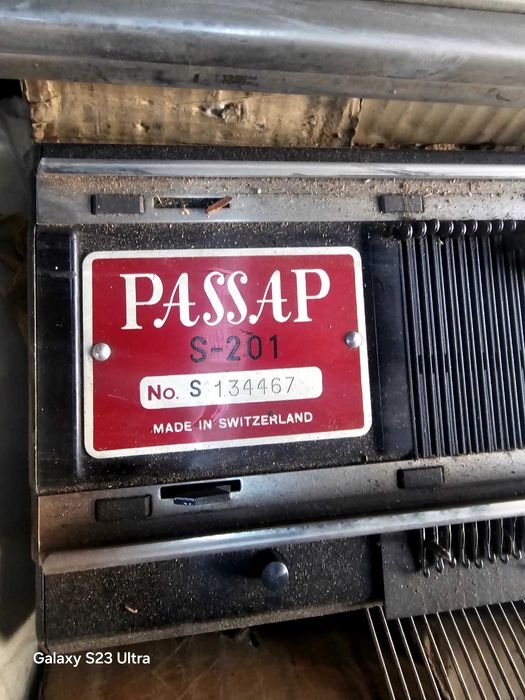 PASSAP
S-201
No. S 134467
MADE IN SWITZERLAND
Galaxy S23 Ultra